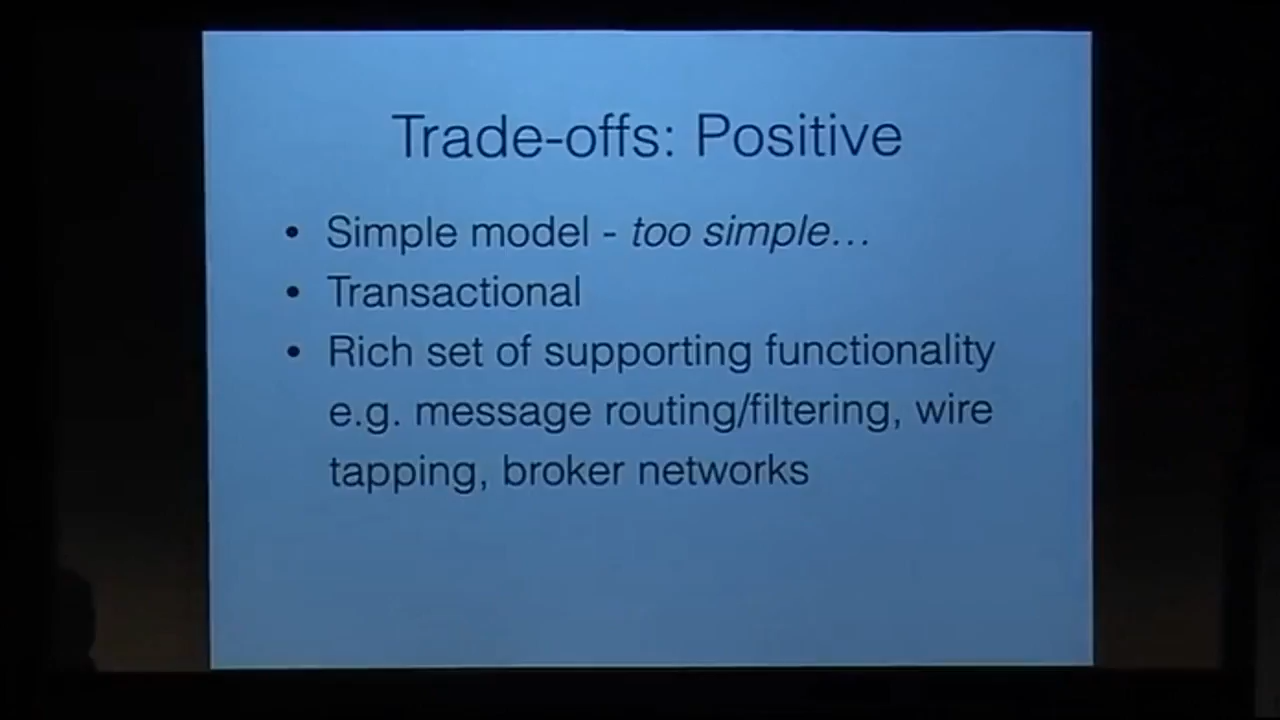 Trade-offs: Positive
• Simple model - too simple…
• Transactional
• Rich set of supporting functionality
e.g. message routing/filtering, wire
tapping, broker networks